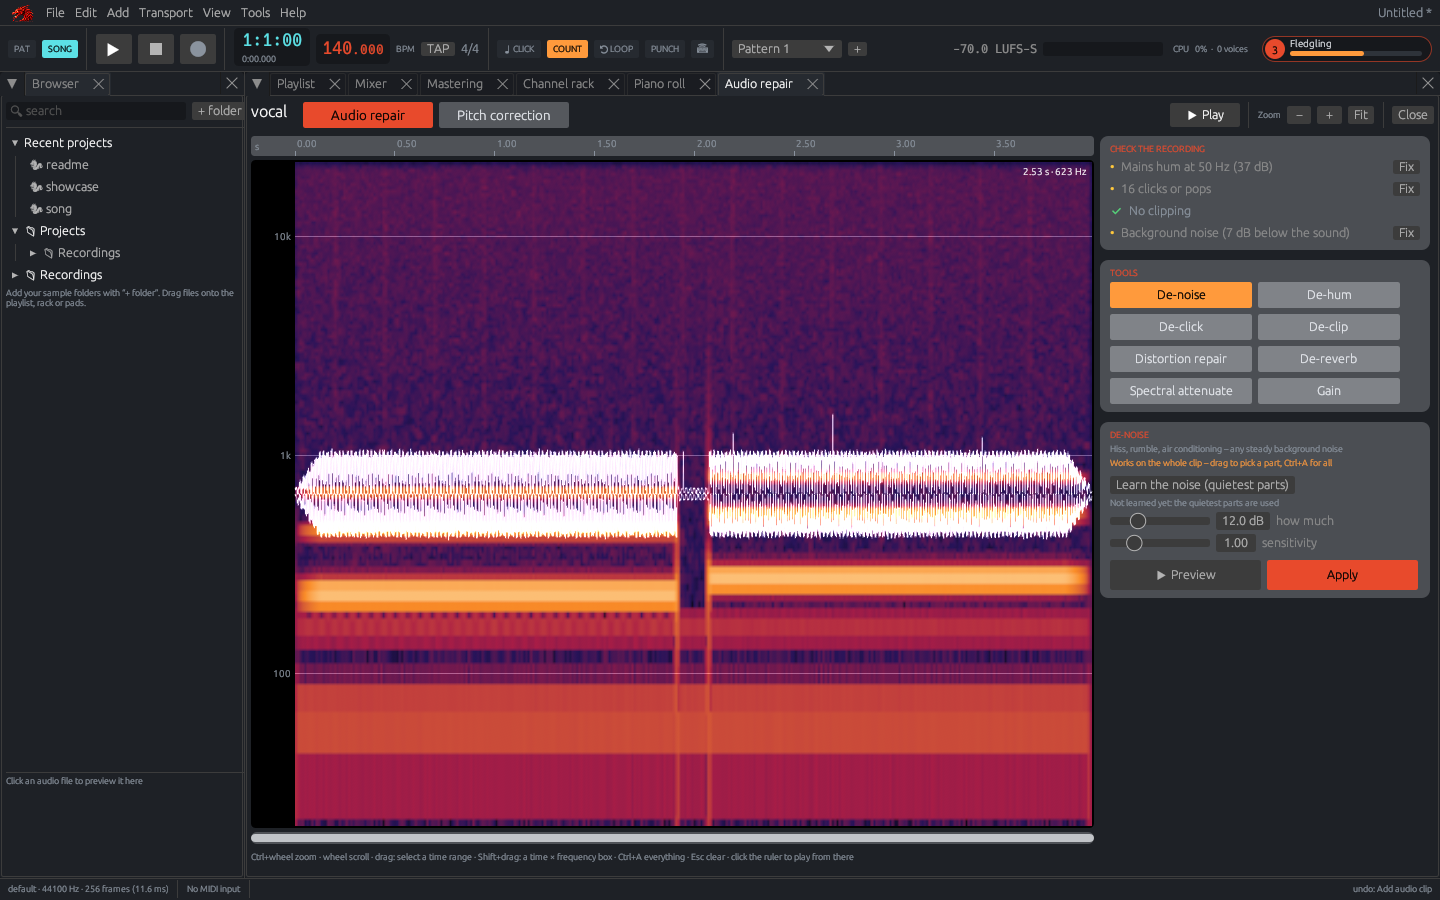 File Edit Add Transport View Tools Help
Untitled *
PAT SONG
1:1:00
0:00.000
140.000 BPM TAP 4/4
CLICK COUNT LOOP PUNCH
Pattern 1 +
-70.0 LUFS-S
CPU 0% · 0 voices
3 Fledgling
Browser
Playlist Mixer Mastering Channel rack Piano roll Audio repair
search + folder
Recent projects
readme
showcase
song
Projects
Recordings
Recordings
Add your sample folders with "+ folder". Drag files onto the
playlist, rack or pads.
Click an audio file to preview it here
vocal Audio repair Pitch correction
Play Zoom − + Fit Close
s 0.00 0.50 1.00 1.50 2.00 2.50 3.00 3.50
2.53 s · 623 Hz
10k
1k
100
Ctrl+wheel zoom · wheel scroll · drag: select a time range · Shift+drag: a time × frequency box · Ctrl+A everything · Esc clear · click the ruler to play from there
CHECK THE RECORDING
• Mains hum at 50 Hz (37 dB) Fix
• 16 clicks or pops Fix
✓ No clipping
• Background noise (7 dB below the sound) Fix
TOOLS
De-noise De-hum
De-click De-clip
Distortion repair De-reverb
Spectral attenuate Gain
DE-NOISE
Hiss, rumble, air conditioning – any steady background noise
Works on the whole clip – drag to pick a part, Ctrl+A for all
Learn the noise (quietest parts)
Not learned yet: the quietest parts are used
12.0 dB how much
1.00 sensitivity
Preview Apply
default · 44100 Hz · 256 frames (11.6 ms) No MIDI input
undo: Add audio clip